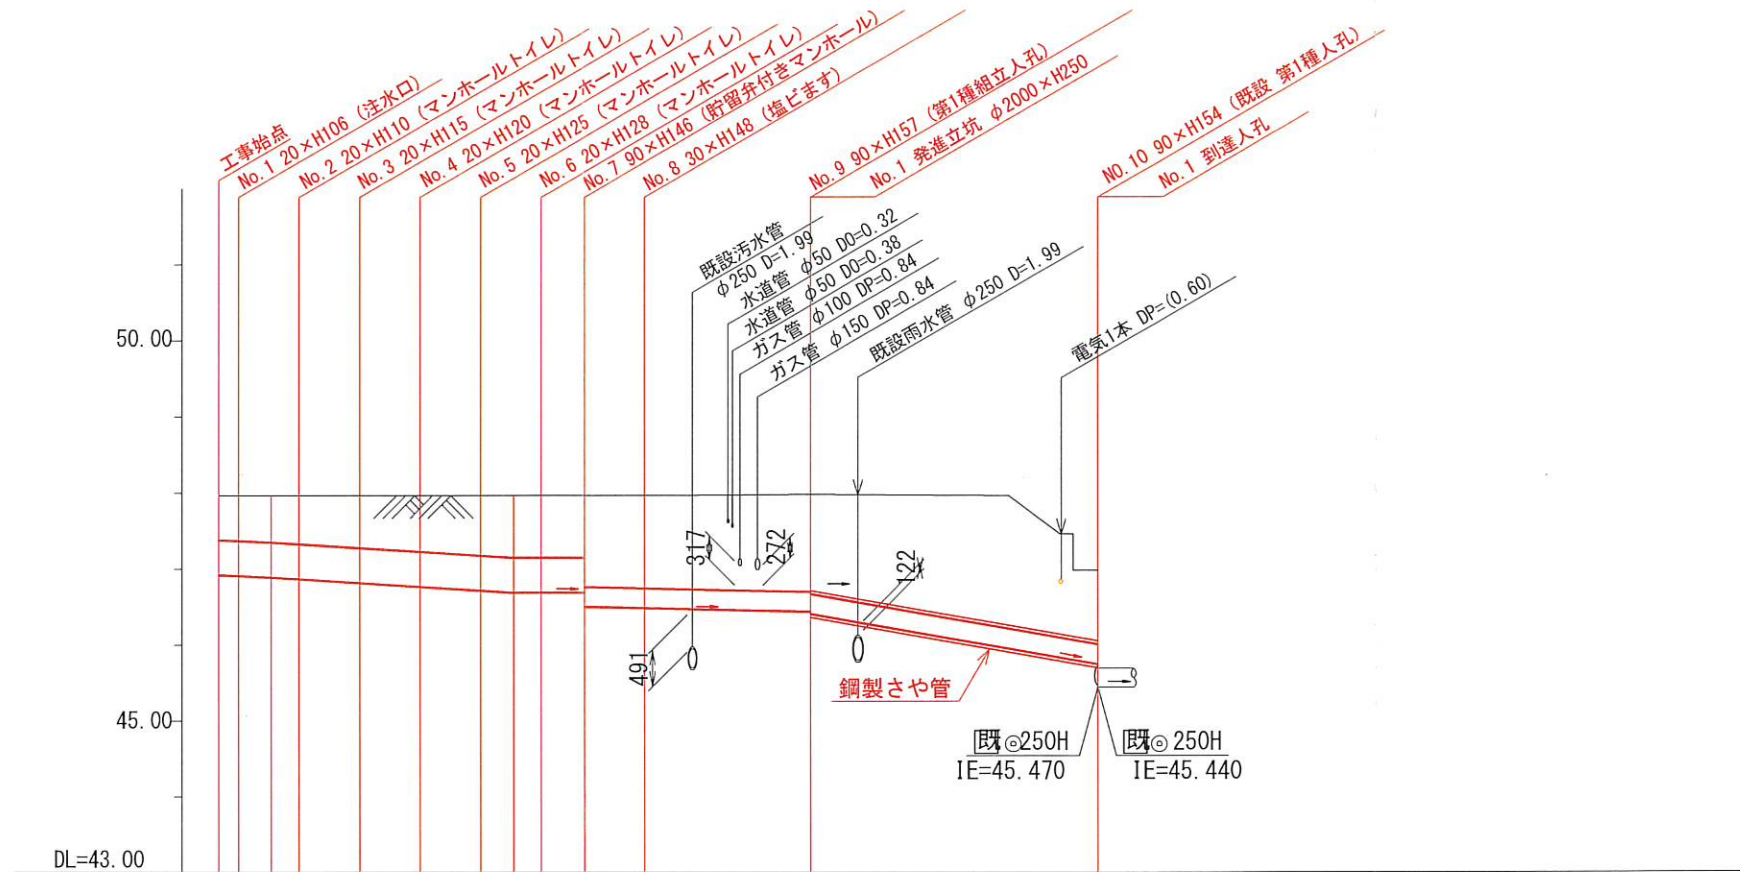 工事始点
No.1 20×H106 (注水口)
No.2 20×H110 (マンホールトイレ)
No.3 20×H115 (マンホールトイレ)
No.4 20×H120 (マンホールトイレ)
No.5 20×H125 (マンホールトイレ)
No.6 20×H128 (マンホールトイレ)
No.7 90×H146 (貯留弁付きマンホール)
No.8 30×H148 (塩ビます)
No.9 90×H157 (第1種組立人孔)
No.1 発進立坑 φ2000×H250
NO.10 90×H154 (既設 第1種人孔)
No.1 到達人孔
既設汚水管
φ250 D=1.99
水道管 φ50 DO=0.32
水道管 φ50 DO=0.38
ガス管 φ100 DP=0.84
ガス管 φ150 DP=0.84
既設雨水管 φ250 D=1.99
電気1本 DP=(0.60)
50.00
317
272
122
491
鋼製さや管
45.00
既◎250H
IE=45.470
既◎250H
IE=45.440
DL=43.00